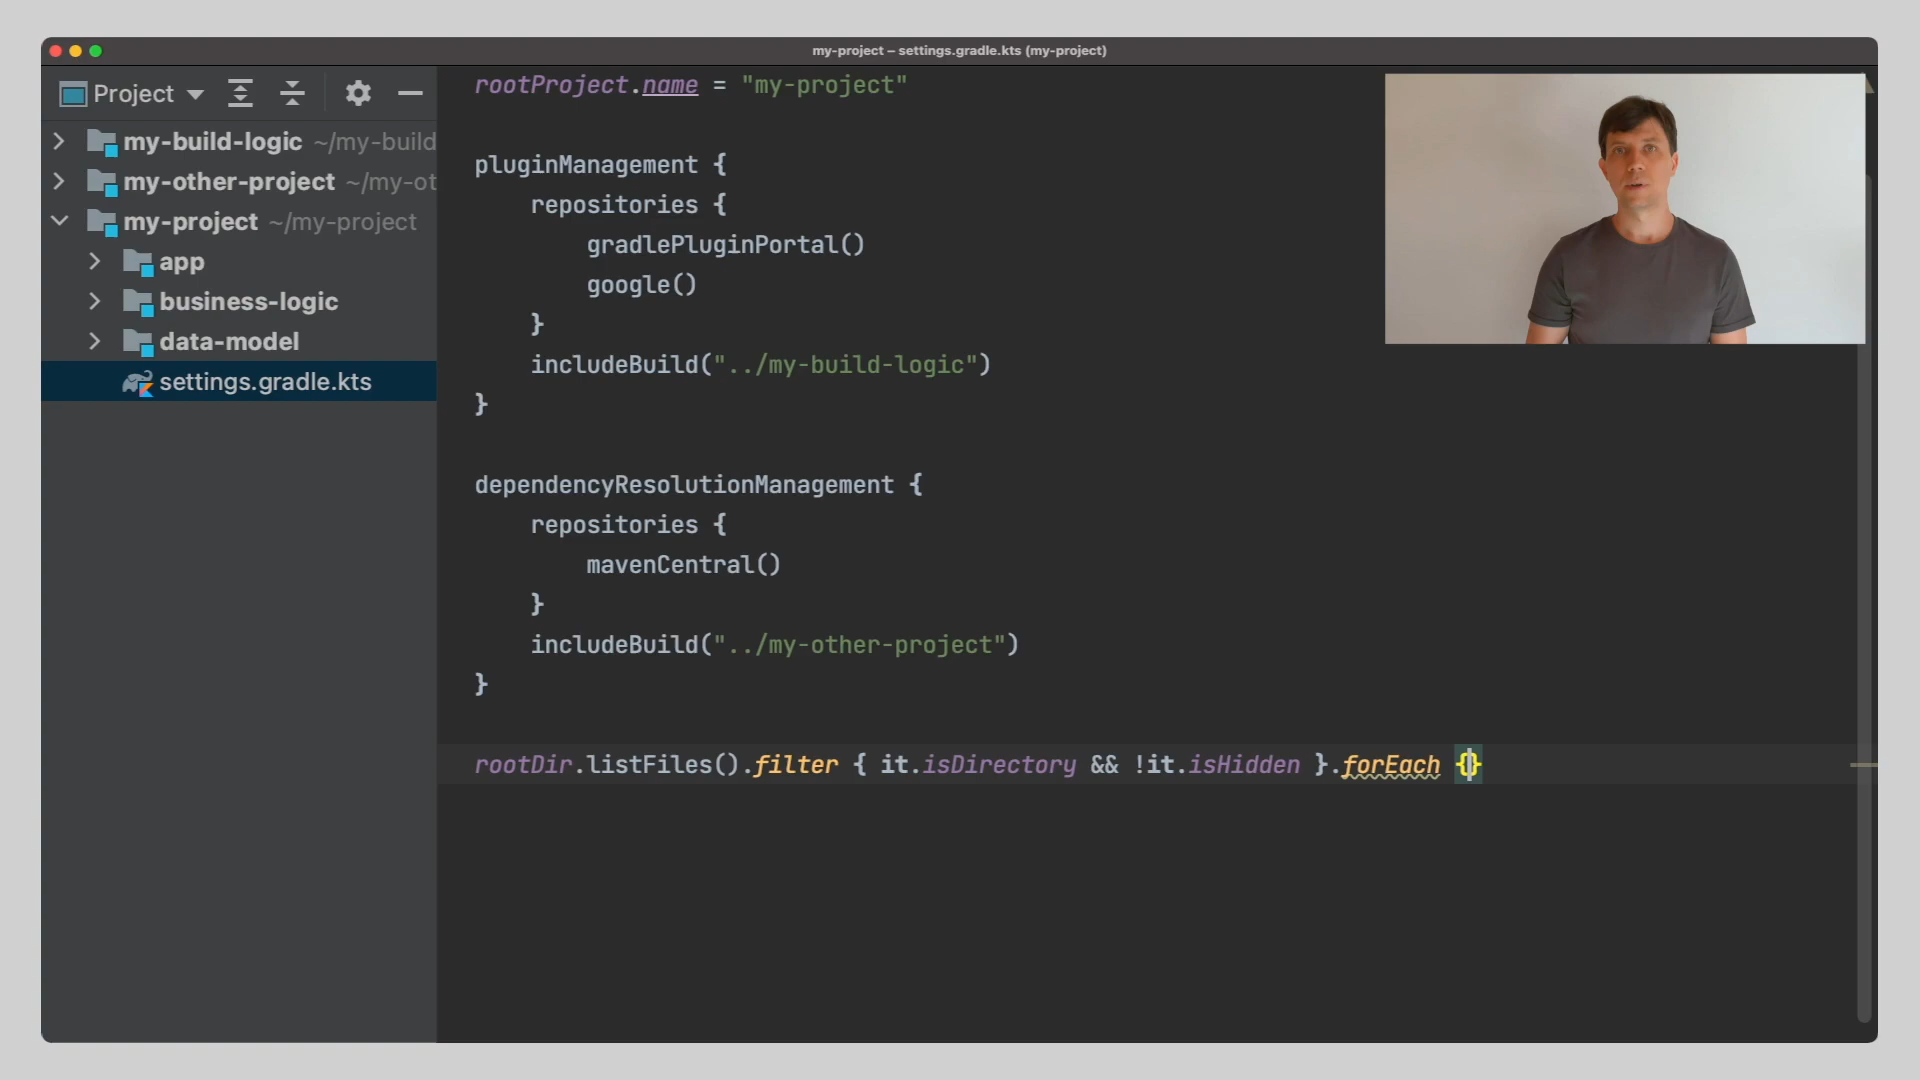 my-project – settings.gradle.kts (my-project)
Project
my-build-logic ~/my-build
my-other-project ~/my-ot
my-project ~/my-project
app
business-logic
data-model
settings.gradle.kts
rootProject.name = "my-project"
pluginManagement {
    repositories {
        gradlePluginPortal()
        google()
    }
    includeBuild("../my-build-logic")
}
dependencyResolutionManagement {
    repositories {
        mavenCentral()
    }
    includeBuild("../my-other-project")
}
rootDir.listFiles().filter { it.isDirectory && !it.isHidden }.forEach {}